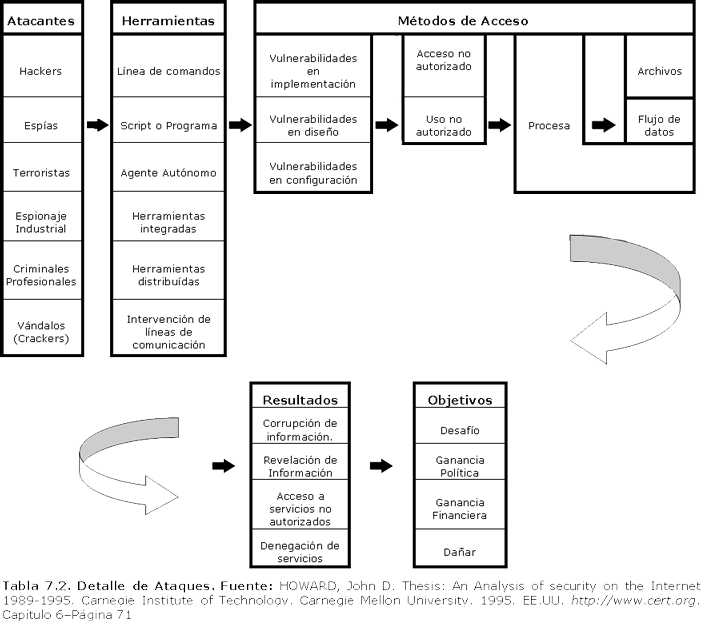 Atacantes
Hackers
Espías
Terroristas
Espionaje
Industrial
Criminales
Profesionales
Vándalos
(Crackers)
Herramientas
Línea de comandos
Script o Programa
Agente Autónomo
Herramientas
integradas
Herramientas
distribuídas
Intervención de
líneas de
comunicación
Métodos de Acceso
Vulnerabilidades
en
implementación
Vulnerabilidades
en diseño
Vulnerabilidades
en configuración
Acceso no
autorizado
Uso no
autorizado
Procesa
Archivos
Flujo de
datos
Resultados
Corrupción de
información.
Revelación de
Información
Acceso a
servicios no
autorizados
Denegación de
servicios
Objetivos
Desafío
Ganancia
Política
Ganancia
Financiera
Dañar
Tabla 7.2. Detalle de Ataques. Fuente: HOWARD, John D. Thesis: An Analysis of security on the Internet
1989-1995. Carnegie Institute of Technology. Carnegie Mellon University. 1995. EE.UU. http://www.cert.org.
Capitulo 6–Página 71